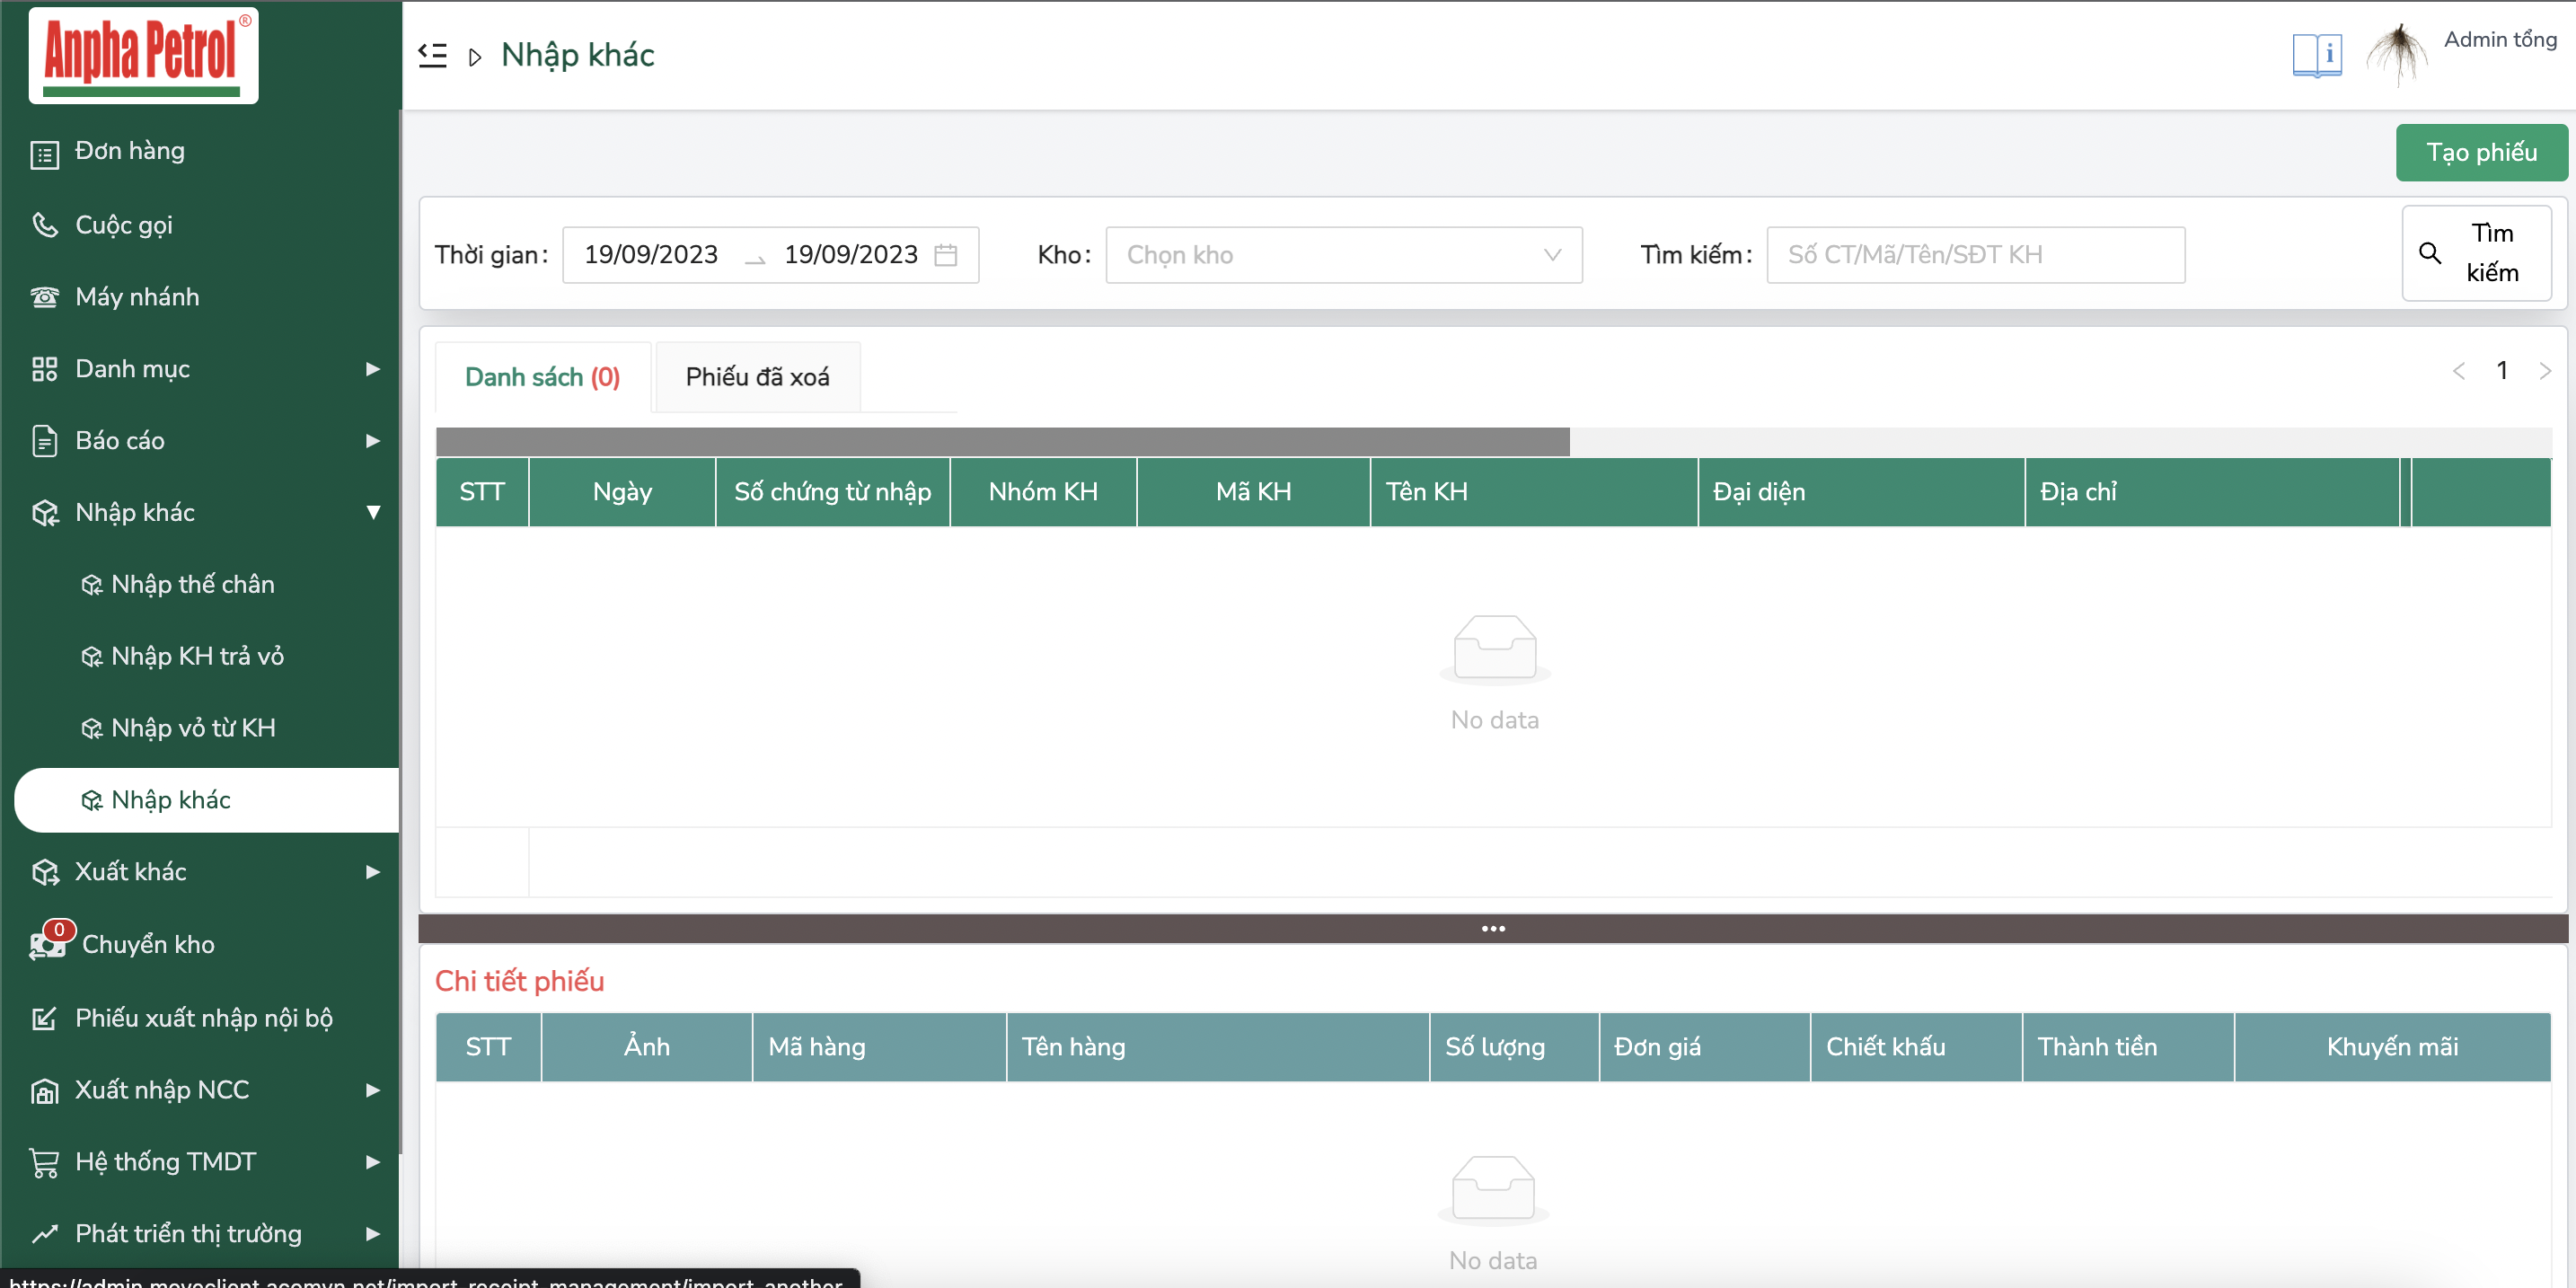 Anpha Petrol ®
Đơn hàng
Cuộc gọi
Máy nhánh
Danh mục
Báo cáo
Nhập khác
Nhập thế chân
Nhập KH trả vỏ
Nhập vỏ từ KH
Nhập khác
Xuất khác
0
Chuyển kho
Phiếu xuất nhập nội bộ
Xuất nhập NCC
Hệ thống TMDT
Phát triển thị trường
Nhập khác
i
Admin tổng
Tạo phiếu
Thời gian: 19/09/2023 19/09/2023 Kho: Chọn kho Tìm kiếm: Số CT/Mã/Tên/SĐT KH
Tìm
kiếm
Danh sách (0) Phiếu đã xoá < 1 >
STT Ngày Số chứng từ nhập Nhóm KH Mã KH Tên KH Đại diện Địa chỉ
No data
•••
Chi tiết phiếu
STT Ảnh Mã hàng Tên hàng Số lượng Đơn giá Chiết khấu Thành tiền Khuyến mãi
No data
https://admin.moveclient.acomvn.net/import_receipt_management/import_another